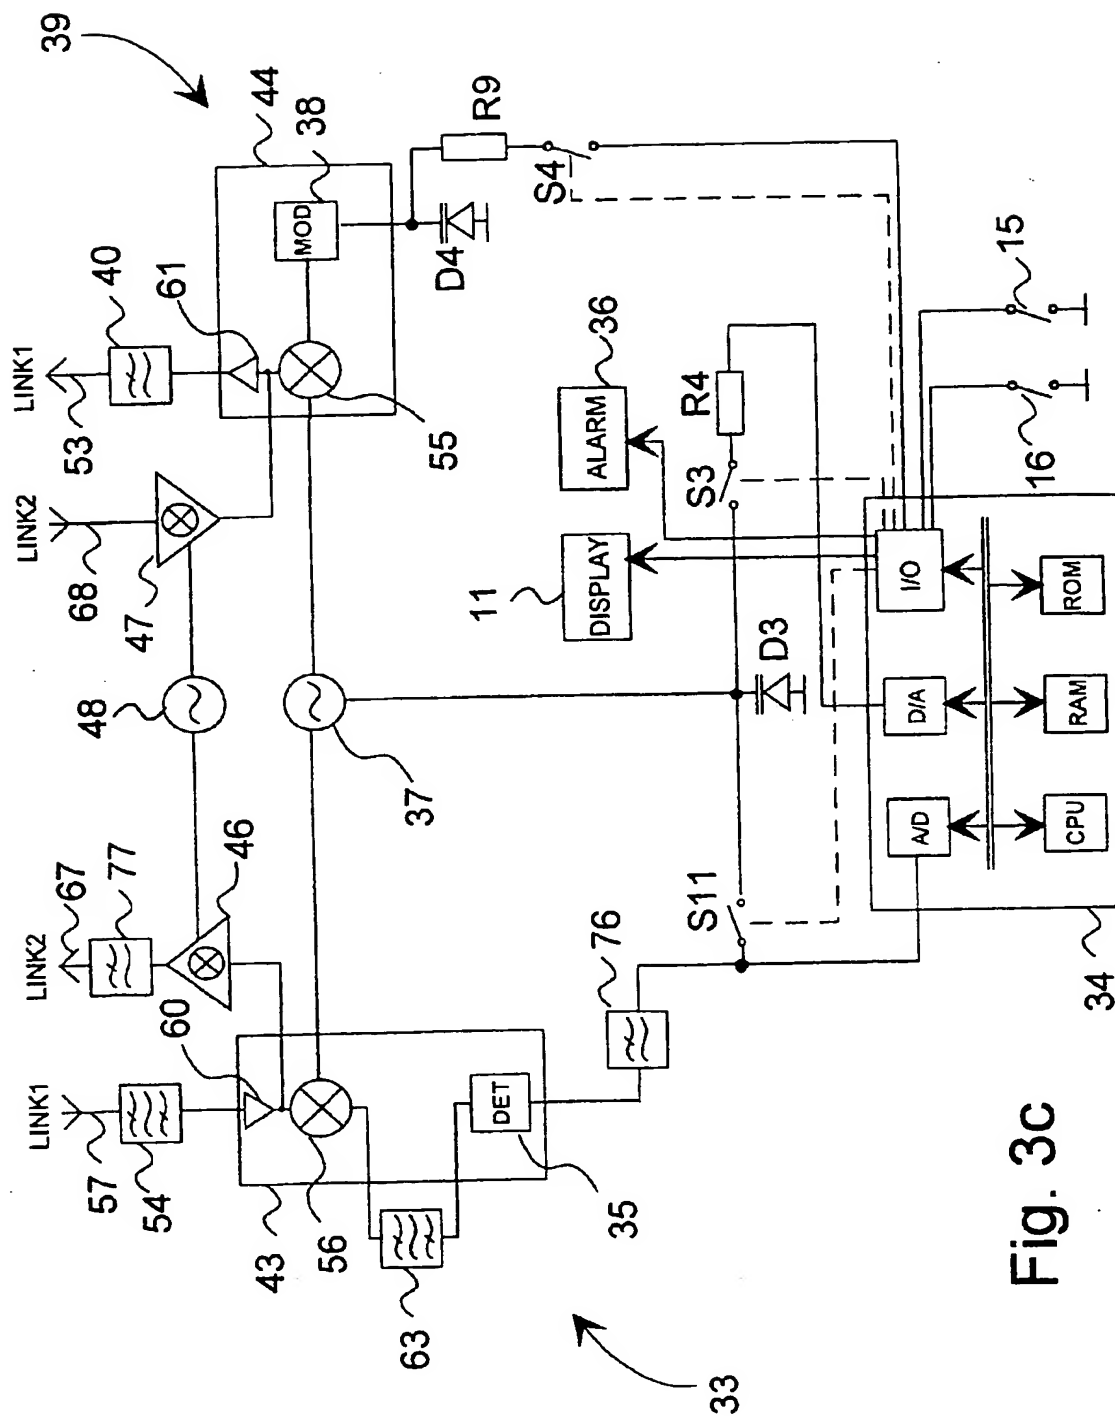 39
LINK1
53
40
61
44
38
MOD
55
LINK2
68
47
48
37
LINK2
67
77
46
60
LINK1
57
54
43
56
63
35
DET
33
D4
R9
S4
36
ALARM
11
DISPLAY
R4
S3
D3
S11
76
15
16
I/O
D/A
A/D
ROM
RAM
CPU
34
Fig. 3c